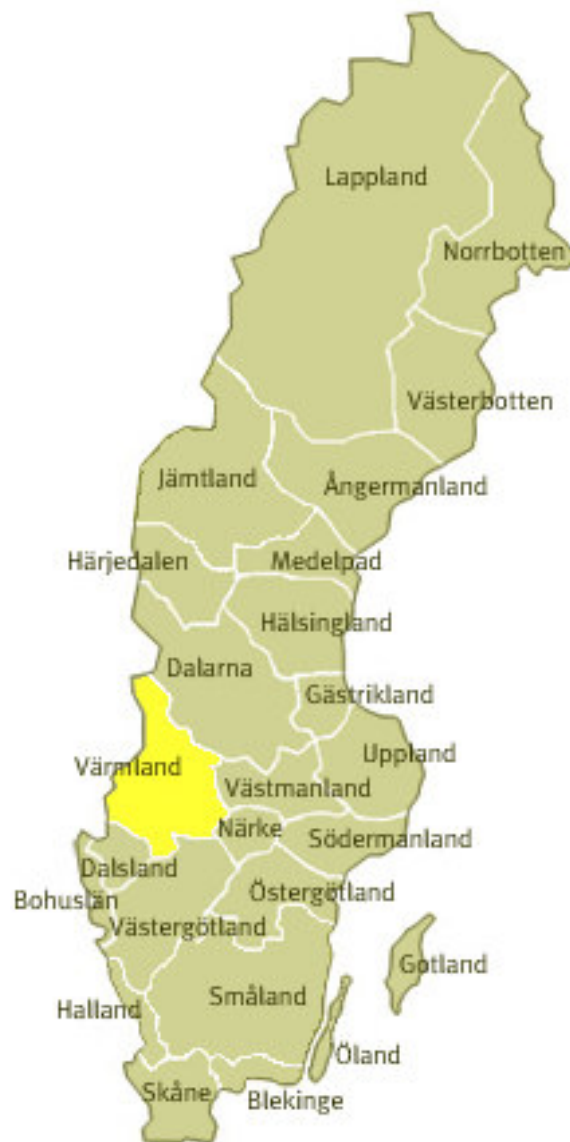 Lappland
Norrbotten
Västerbotten
Jämtland
Ångermanland
Härjedalen
Medelpad
Hälsingland
Dalarna
Gästrikland
Uppland
Värmland
Västmanland
Närke
Södermanland
Dalsland
Östergötland
Bohuslän
Västergötland
Gotland
Småland
Halland
Öland
Skåne
Blekinge